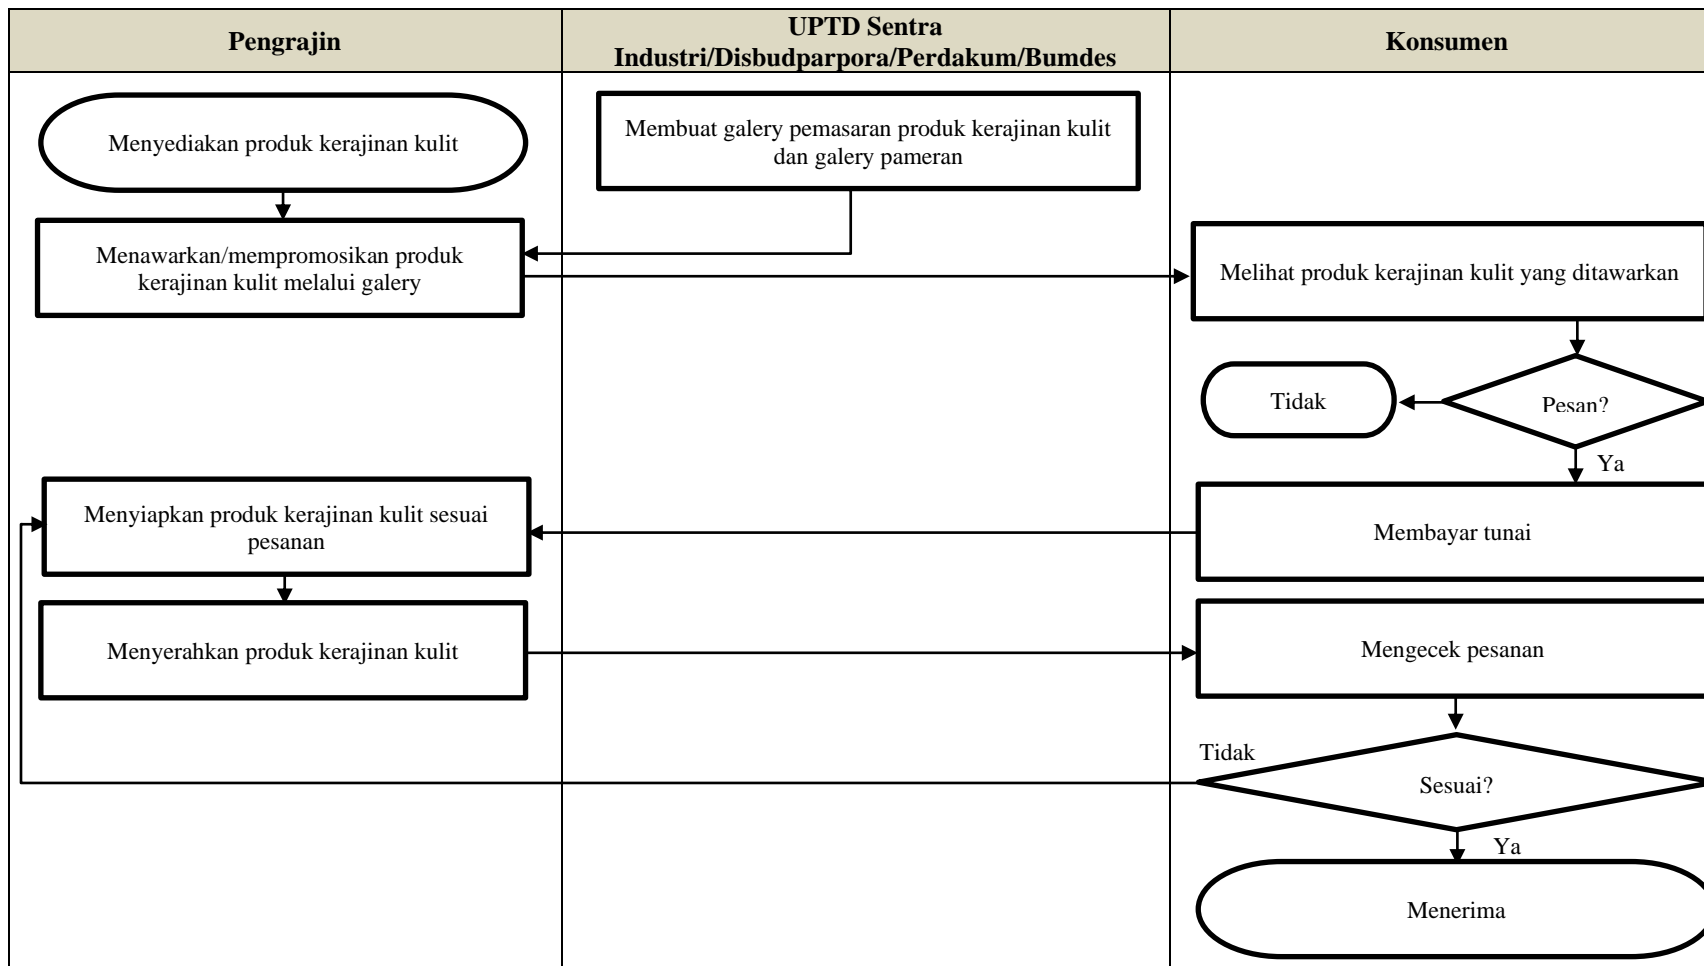 Pengrajin
UPTD Sentra
Industri/Disbudparpora/Perdakum/Bumdes
Konsumen
Menyediakan produk kerajinan kulit
Membuat galery pemasaran produk kerajinan kulit
dan galery pameran
Menawarkan/mempromosikan produk
kerajinan kulit melalui galery
Melihat produk kerajinan kulit yang ditawarkan
Tidak
Pesan?
Ya
Menyiapkan produk kerajinan kulit sesuai
pesanan
Membayar tunai
Menyerahkan produk kerajinan kulit
Mengecek pesanan
Tidak
Sesuai?
Ya
Menerima